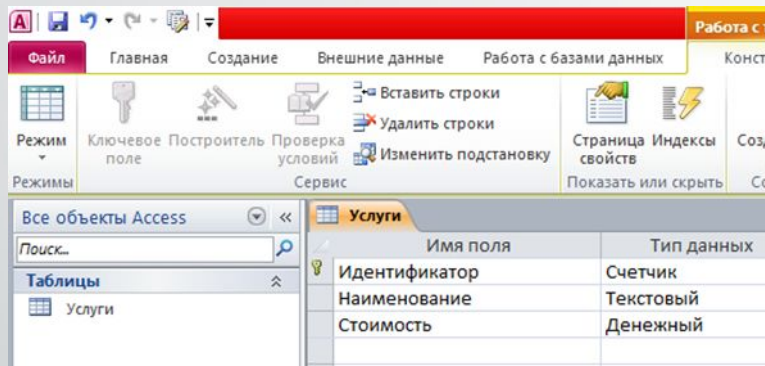 Работа с т
Файл Главная Создание Внешние данные Работа с базами данных Конст
Вставить строки
Удалить строки
Изменить подстановку
Режим Ключевое поле Построитель Проверка условий Страница свойств Индексы Соз
Режимы Сервис Показать или скрыть Со
Все объекты Access
Услуги
Поиск...
Имя поля Тип данных
Таблицы
Идентификатор Счетчик
Услуги
Наименование Текстовый
Стоимость Денежный